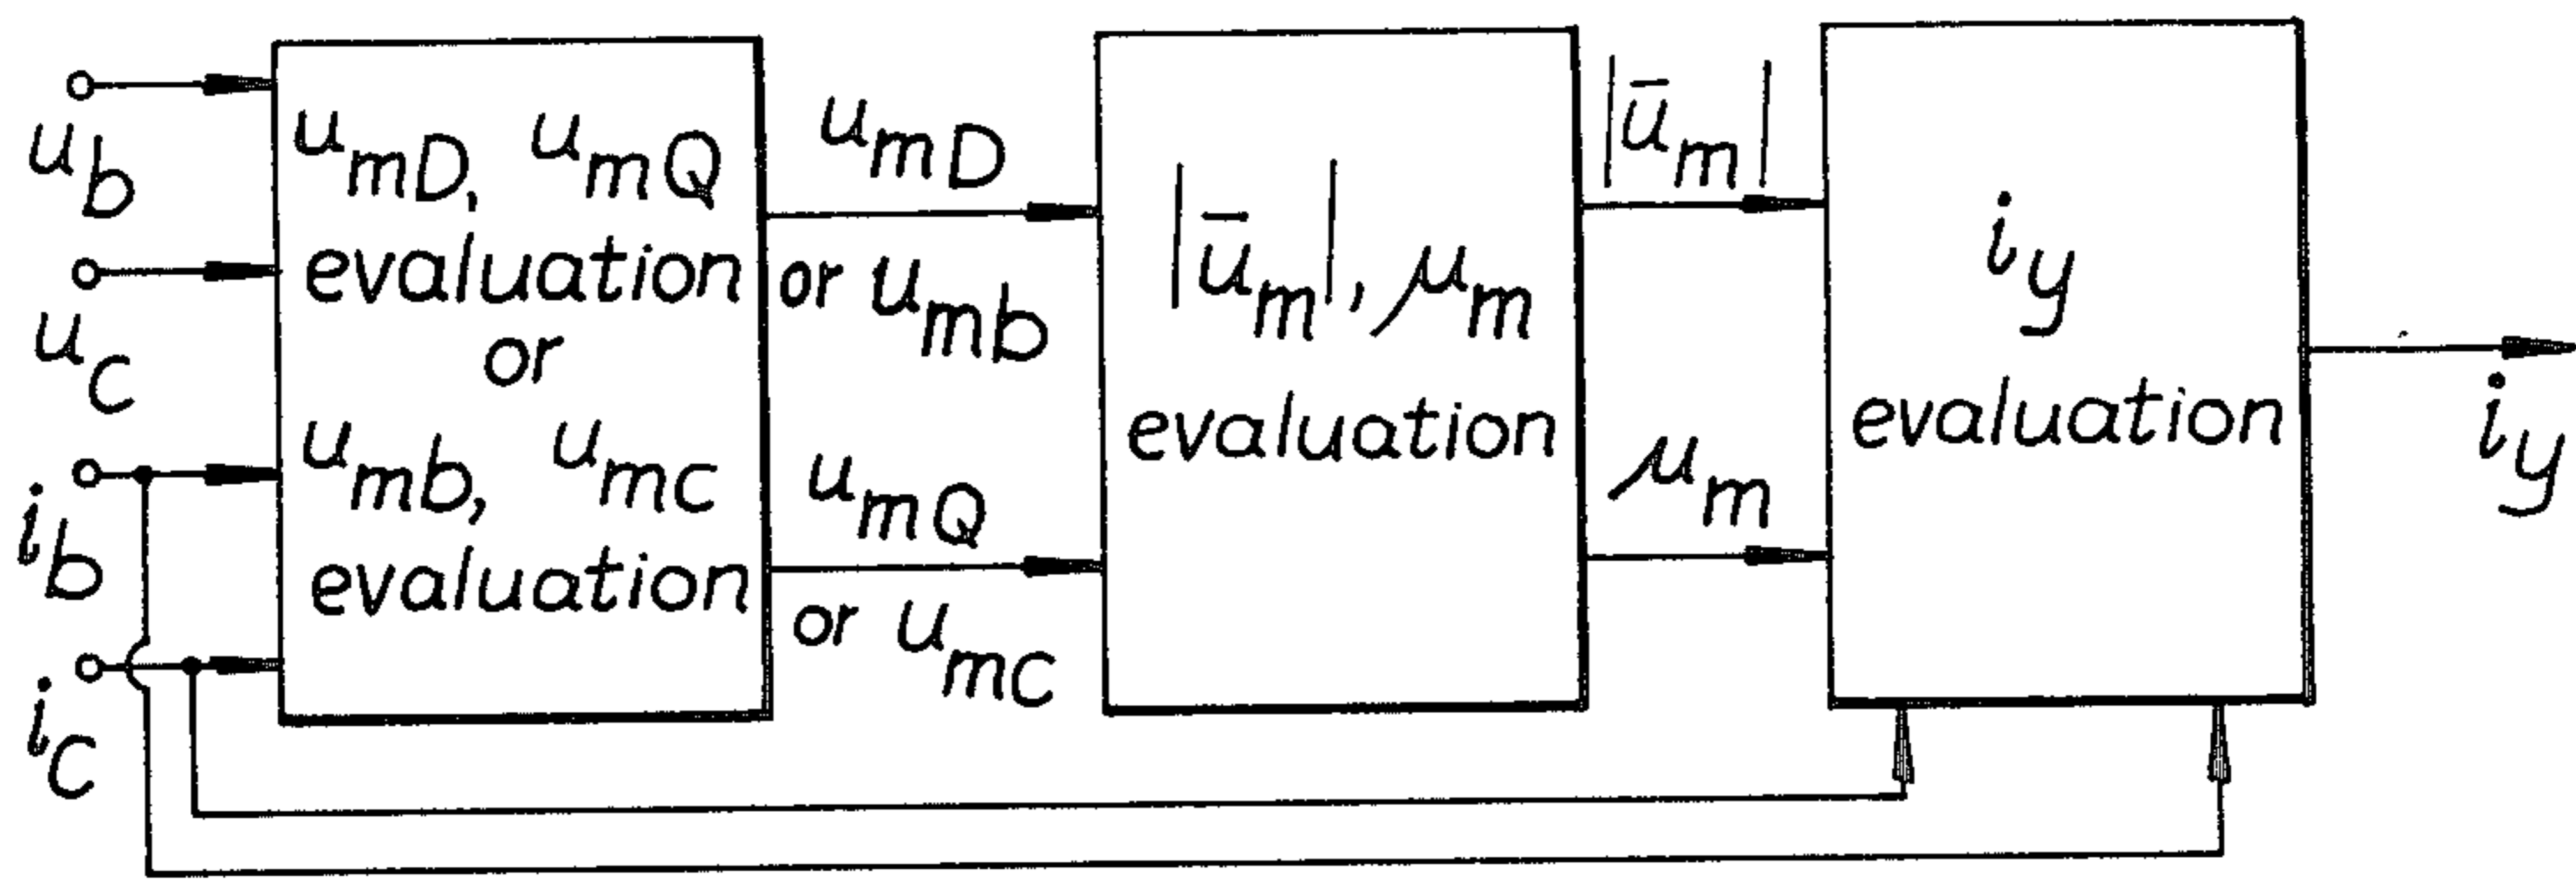 u_b
u_c
i_b
i_c
u_mD, u_mQ
evaluation
or
u_mb, u_mc
evaluation
u_mD
or u_mb
u_mQ
or u_mc
|ū_m|, μ_m
evaluation
|ū_m|
μ_m
i_y
evaluation
i_y